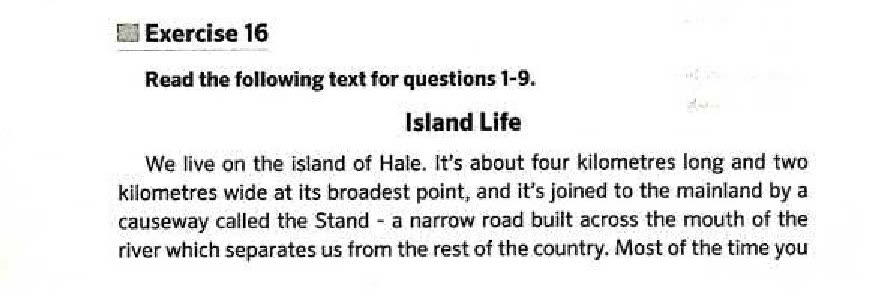 Exercise 16
Read the following text for questions 1-9.
Island Life
We live on the island of Hale. It's about four kilometres long and two
kilometres wide at its broadest point, and it's joined to the mainland by a
causeway called the Stand - a narrow road built across the mouth of the
river which separates us from the rest of the country. Most of the time you